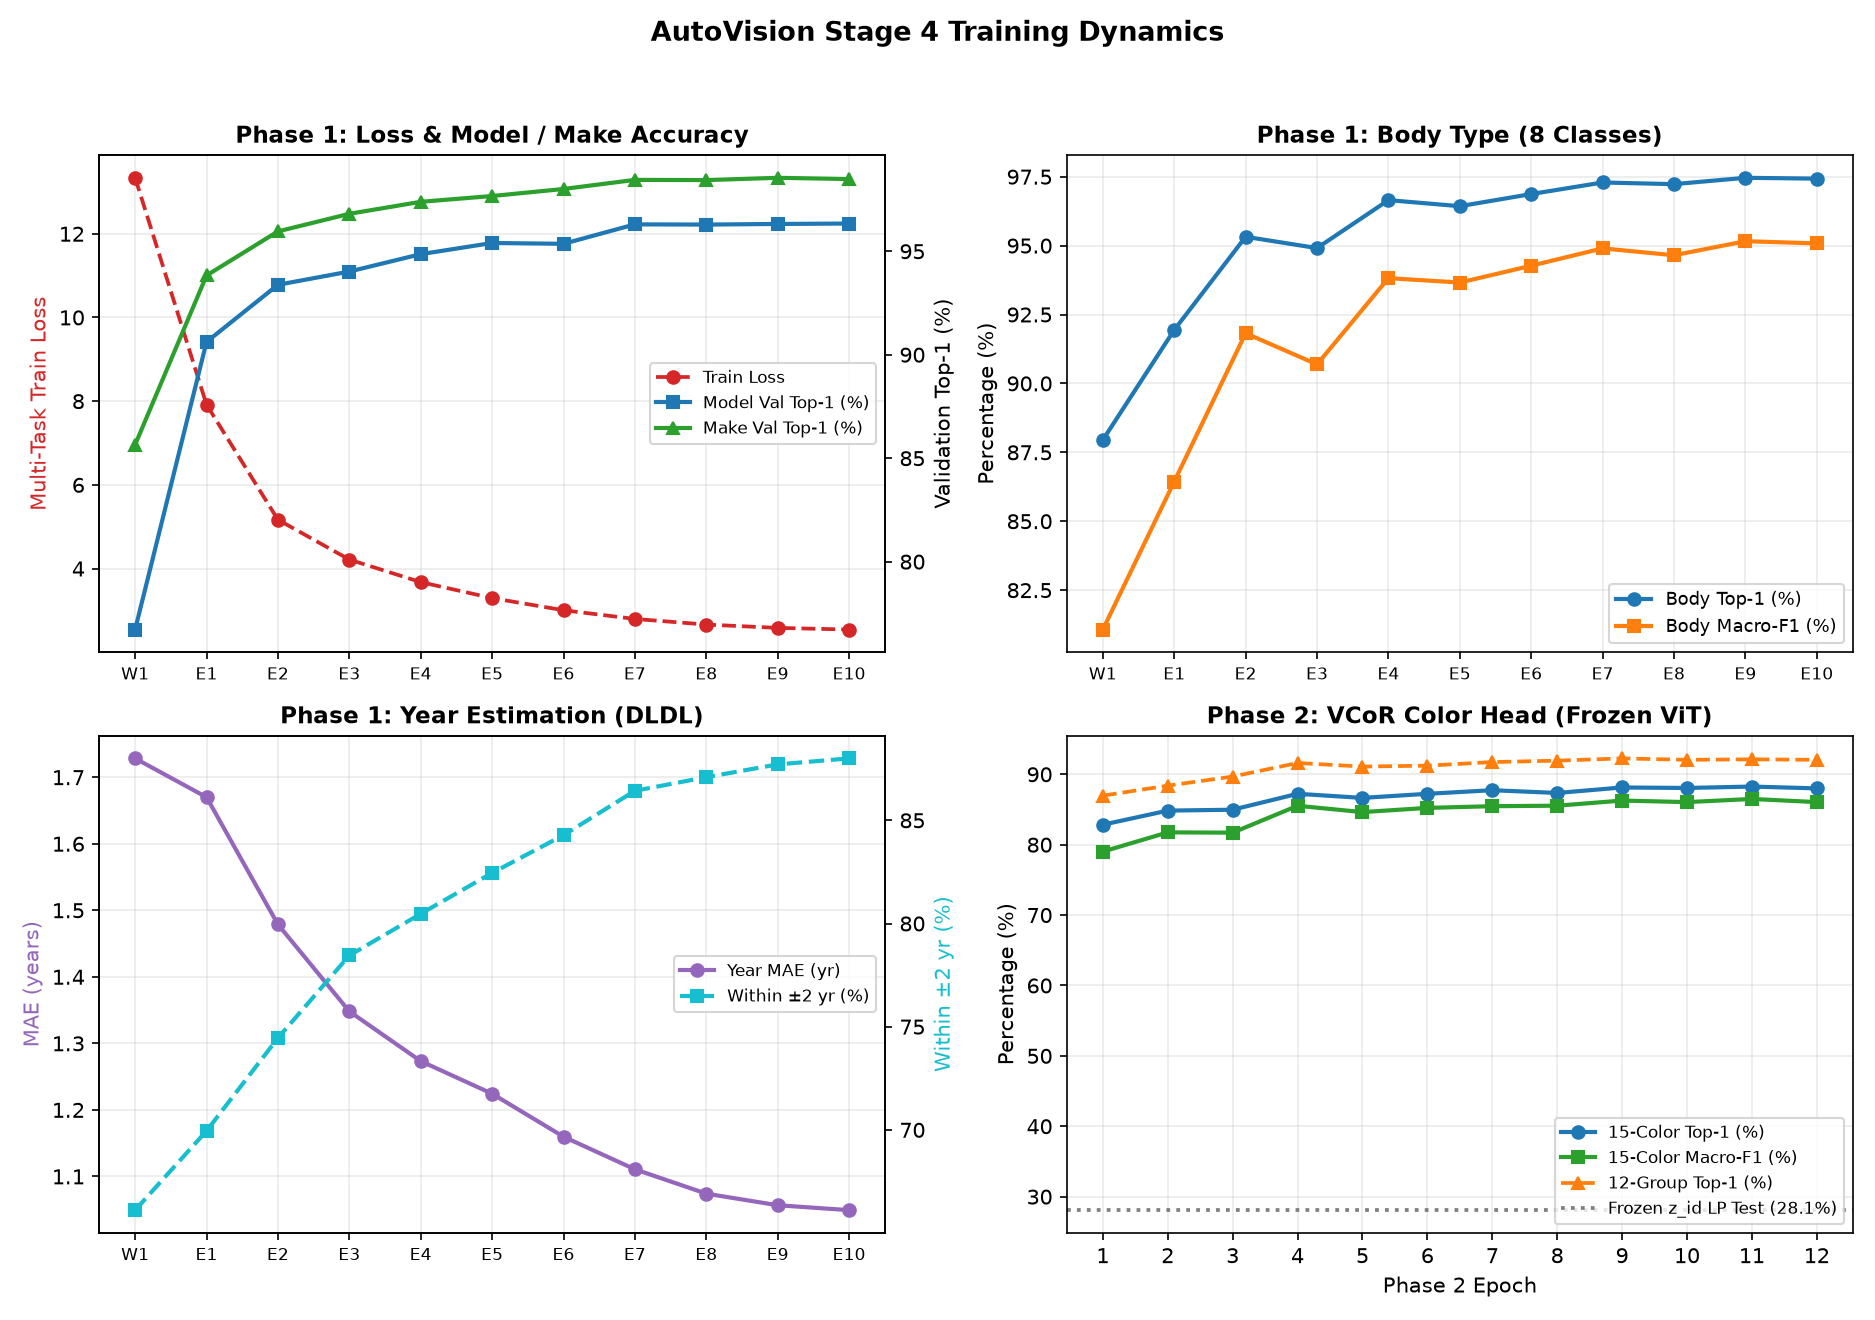 AutoVision Stage 4 Training Dynamics
Phase 1: Loss & Model / Make Accuracy
Multi-Task Train Loss
12
10
8
6
4
95
90
85
80
Validation Top-1 (%)
Train Loss
Model Val Top-1 (%)
Make Val Top-1 (%)
W1 E1 E2 E3 E4 E5 E6 E7 E8 E9 E10
Phase 1: Body Type (8 Classes)
Percentage (%)
97.5
95.0
92.5
90.0
87.5
85.0
82.5
Body Top-1 (%)
Body Macro-F1 (%)
W1 E1 E2 E3 E4 E5 E6 E7 E8 E9 E10
Phase 1: Year Estimation (DLDL)
MAE (years)
1.7
1.6
1.5
1.4
1.3
1.2
1.1
85
80
75
70
Within ±2 yr (%)
Year MAE (yr)
Within ±2 yr (%)
W1 E1 E2 E3 E4 E5 E6 E7 E8 E9 E10
Phase 2: VCoR Color Head (Frozen ViT)
Percentage (%)
90
80
70
60
50
40
30
15-Color Top-1 (%)
15-Color Macro-F1 (%)
12-Group Top-1 (%)
Frozen z_id LP Test (28.1%)
1 2 3 4 5 6 7 8 9 10 11 12
Phase 2 Epoch